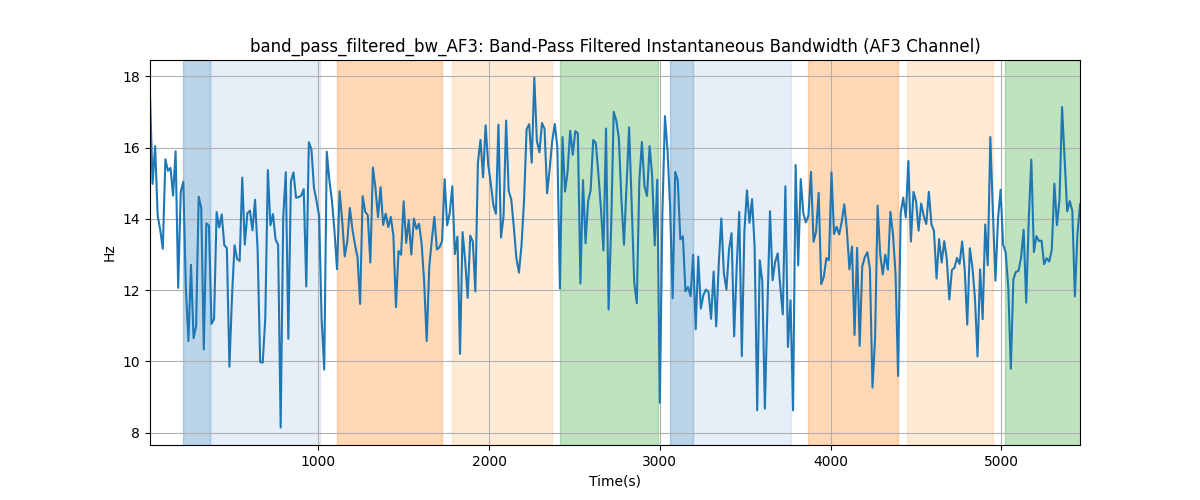 band_pass_filtered_bw_AF3: Band-Pass Filtered Instantaneous Bandwidth (AF3 Channel)
18
16
14
12
10
8
Hz
1000 2000 3000 4000 5000
Time(s)